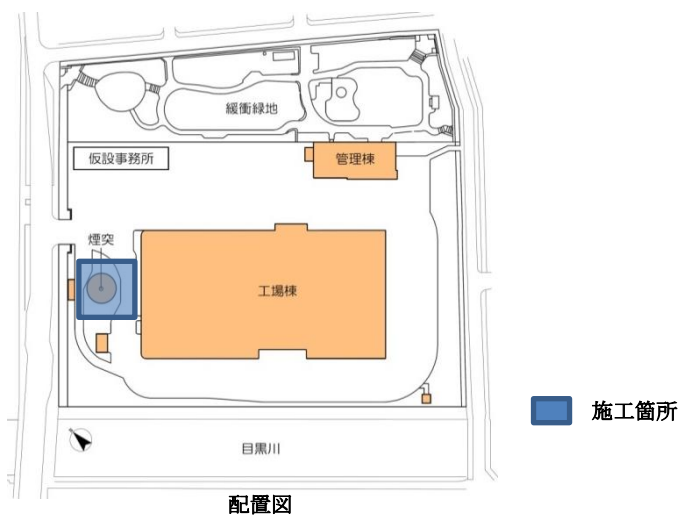 緩衝緑地
仮設事務所
管理棟
煙突
工場棟
施工箇所
目黒川
配置図